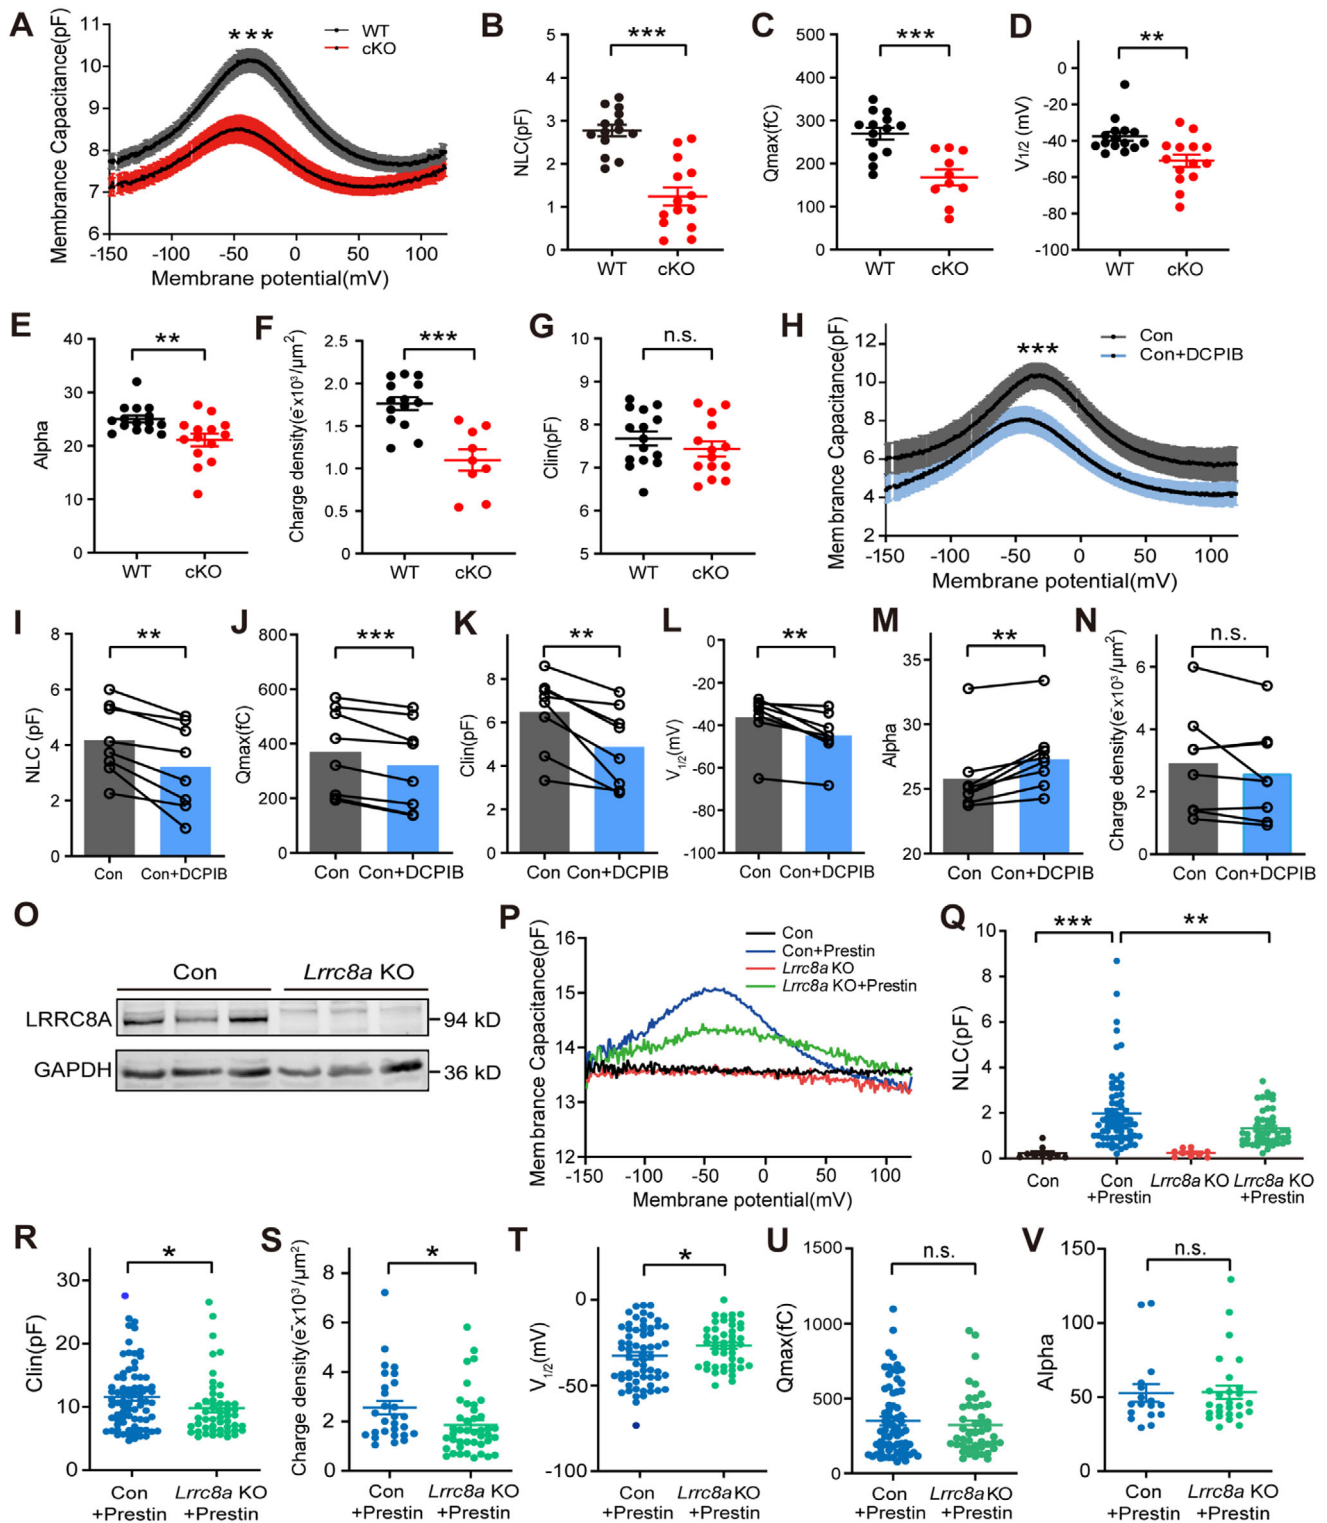 A
Membrance Capacitance(pF)
11
10
9
8
7
6
-150
-100
-50
0
50
100
Membrane potential(mV)
***
WT
cKO
B
NLC(pF)
5
4
3
2
1
0
***
WT
cKO
C
Qmax(fC)
500
400
300
200
100
0
***
WT
cKO
D
V1/2 (mV)
0
-20
-40
-60
-80
-100
**
WT
cKO
E
Alpha
40
30
20
10
0
**
WT
cKO
F
Charge density(e⁻x10³/μm²)
2.5
2.0
1.5
1.0
0.5
0
***
WT
cKO
G
Clin(pF)
10
9
8
7
6
5
n.s.
WT
cKO
H
Membrance Capacitance(pF)
12
10
8
6
4
2
-150
-100
-50
0
50
100
Membrane potential(mV)
***
Con
Con+DCPIB
I
NLC (pF)
8
6
4
2
0
**
Con
Con+DCPIB
J
Qmax(fC)
800
600
400
200
0
***
Con
Con+DCPIB
K
Clin(pF)
8
6
4
2
0
**
Con
Con+DCPIB
L
V1/2(mV)
-0
-20
-40
-60
-80
-100
**
Con
Con+DCPIB
M
Alpha
35
30
25
20
**
Con
Con+DCPIB
N
Charge density(e⁻x10³/μm²)
6
4
2
0
n.s.
Con
Con+DCPIB
O
Con
Lrrc8a KO
LRRC8A
94 kD
GAPDH
36 kD
P
Membrance Capacitance(pF)
16
15
14
13
12
-150
-100
-50
0
50
100
Membrane potential(mV)
Con
Con+Prestin
Lrrc8a KO
Lrrc8a KO+Prestin
Q
NLC(pF)
10
8
6
4
2
0
***
**
Con
Con
+Prestin
Lrrc8a KO
Lrrc8a KO
+Prestin
R
Clin(pF)
30
20
10
0
*
Con
+Prestin
Lrrc8a KO
+Prestin
S
Charge density(e⁻x10³/μm²)
8
6
4
2
0
*
Con
+Prestin
Lrrc8a KO
+Prestin
T
V1/2(mV)
0
-50
-100
*
Con
+Prestin
Lrrc8a KO
+Prestin
U
Qmax(fC)
1500
1000
500
0
n.s.
Con
+Prestin
Lrrc8a KO
+Prestin
V
Alpha
150
100
50
0
n.s.
Con
+Prestin
Lrrc8a KO
+Prestin